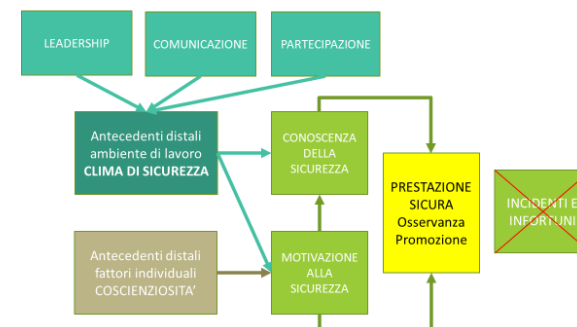 LEADERSHIP
COMUNICAZIONE
PARTECIPAZIONE
Antecedenti distali
ambiente di lavoro
CLIMA DI SICUREZZA
CONOSCENZA
DELLA
SICUREZZA
PRESTAZIONE
SICURA
Osservanza
Promozione
INCIDENTI E
INFORTUNI
Antecedenti distali
fattori individuali
COSCIENZIOSITA'
MOTIVAZIONE
ALLA
SICUREZZA